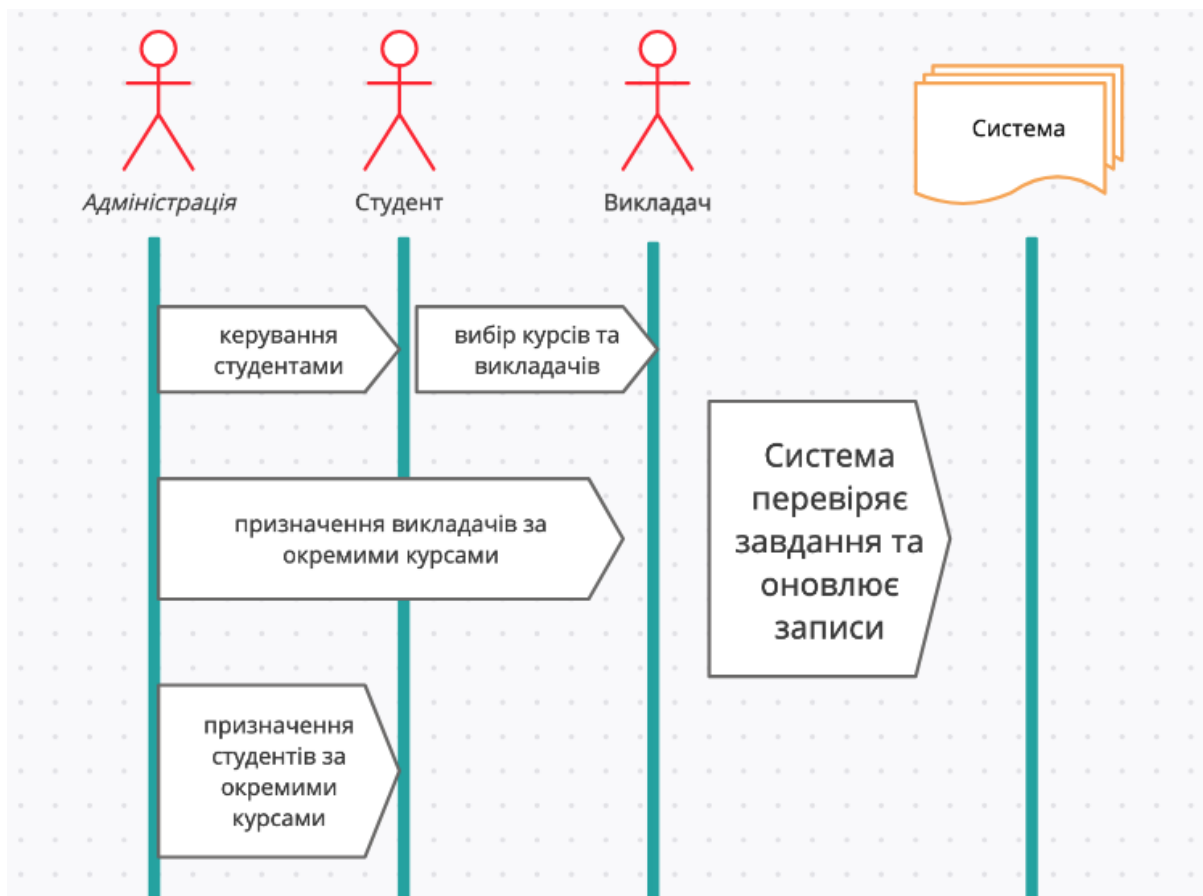 Система
Адміністрація
Студент
Викладач
керування
студентами
вибір курсів та
викладачів
Система
перевіряє
завдання та
оновлює
записи
призначення викладачів за
окремими курсами
призначення
студентів за
окремими
курсами